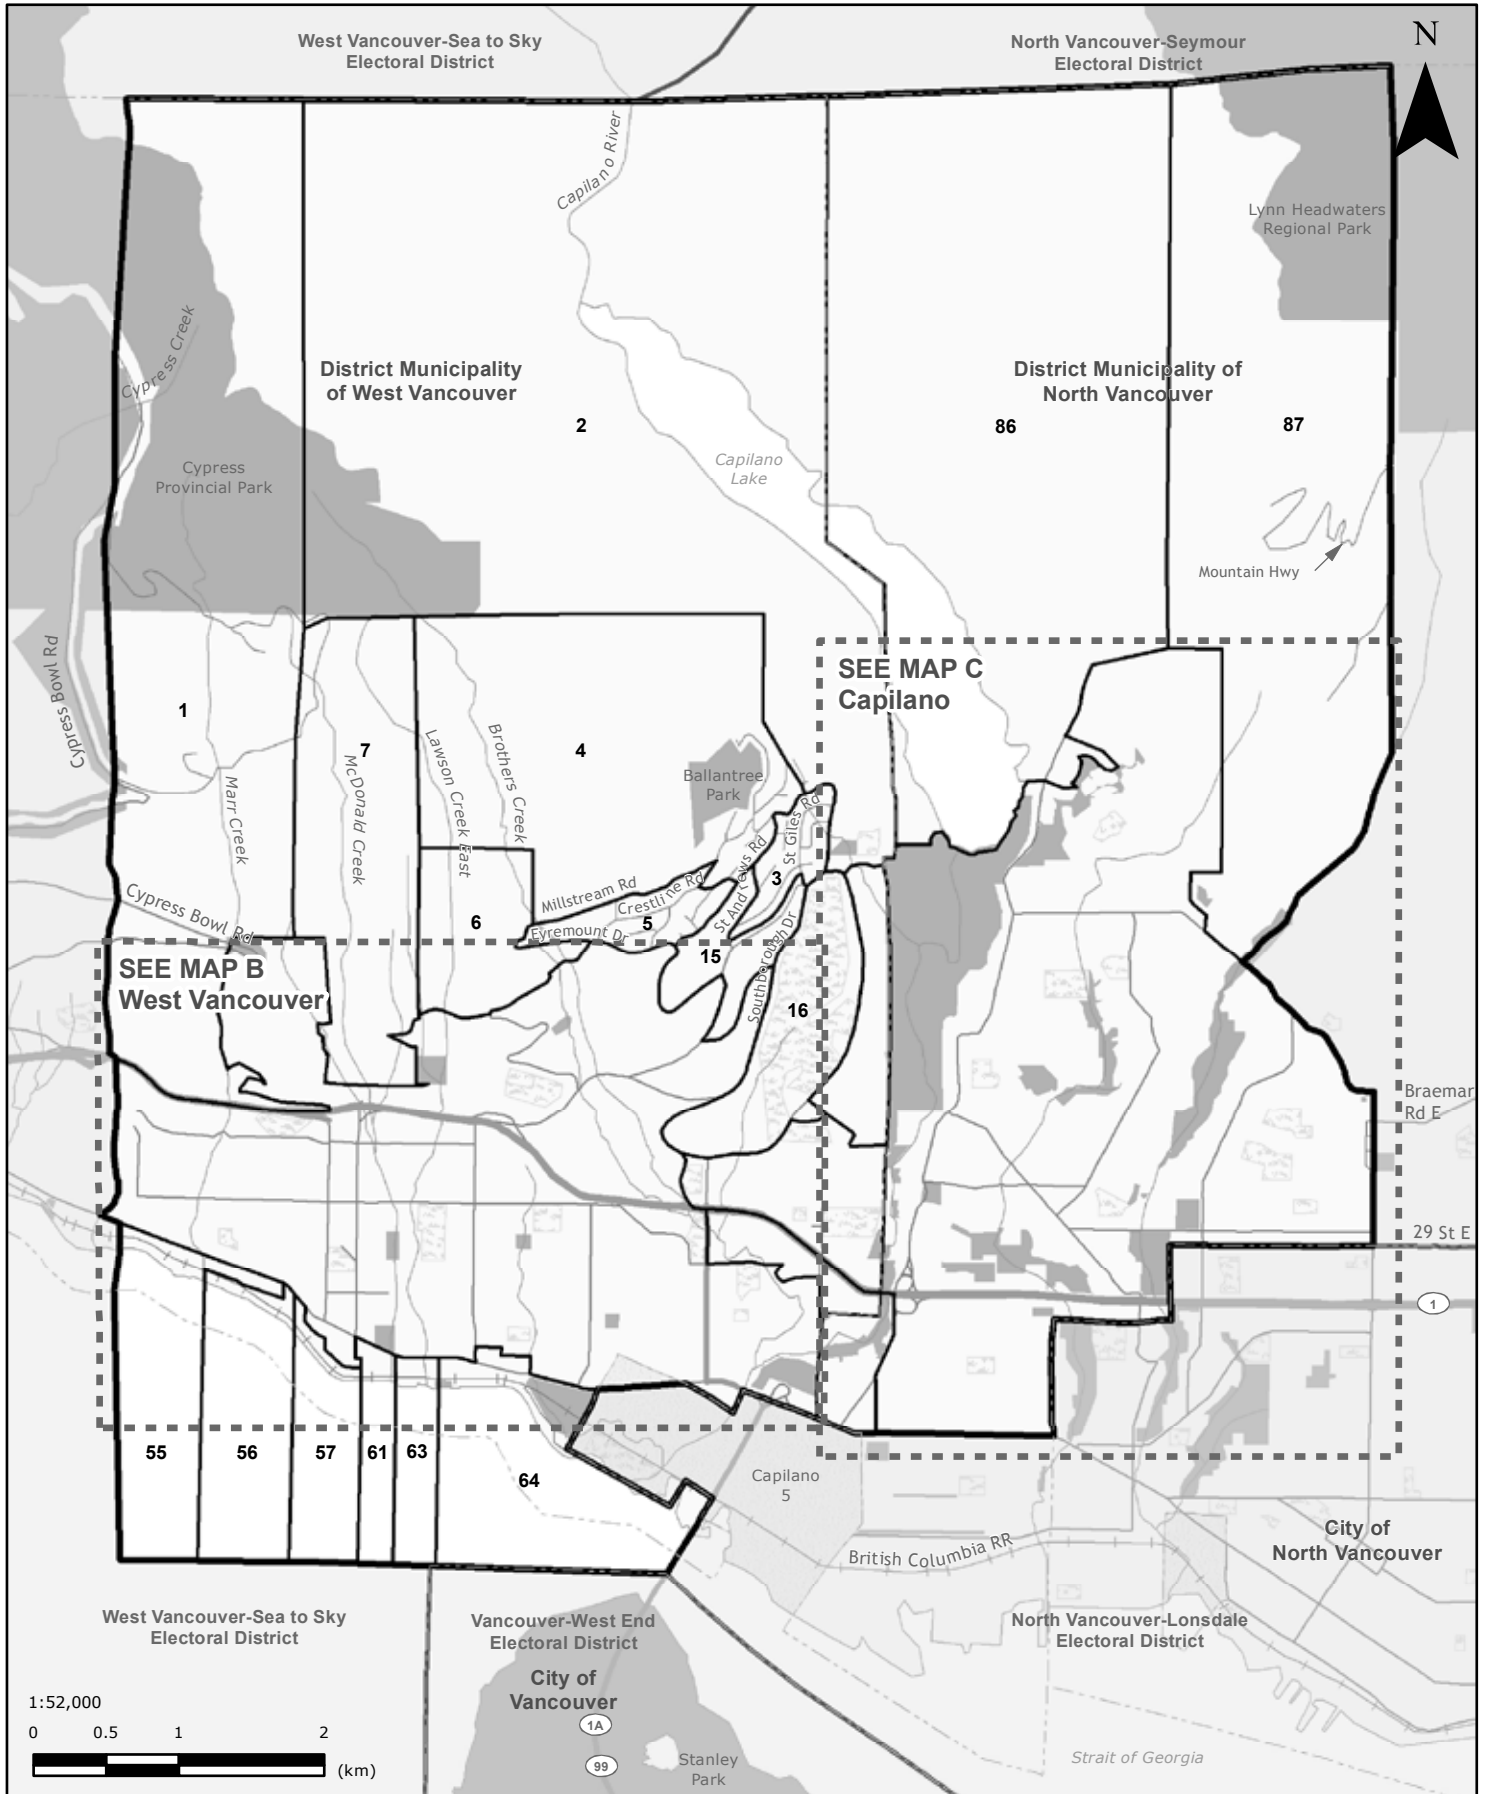 West Vancouver-Sea to Sky
Electoral District
North Vancouver-Seymour
Electoral District
N
Capilano River
Lynn Headwaters
Regional Park
Cypress Creek
District Municipality
of West Vancouver
District Municipality of
North Vancouver
2
86
87
Cypress
Provincial Park
Capilano
Lake
Mountain Hwy
Cypress Bowl Rd
SEE MAP C
Capilano
1
7
4
Marr Creek
McDonald Creek
Lawson Creek East
Brothers Creek
Ballantree
Park
St Giles Rd
St Andrews Rd
3
Millstream Rd
Crestline Rd
Cypress Bowl Rd
6
5
Eyremount Dr
15
Southborough Dr
SEE MAP B
West Vancouver
16
Braemar
Rd E
29 St E
1
55
56
57
61
63
64
Capilano
5
British Columbia RR
City of
North Vancouver
West Vancouver-Sea to Sky
Electoral District
Vancouver-West End
Electoral District
North Vancouver-Lonsdale
Electoral District
City of
Vancouver
1A
99
Stanley
Park
Strait of Georgia
1:52,000
0 0.5 1 2
(km)